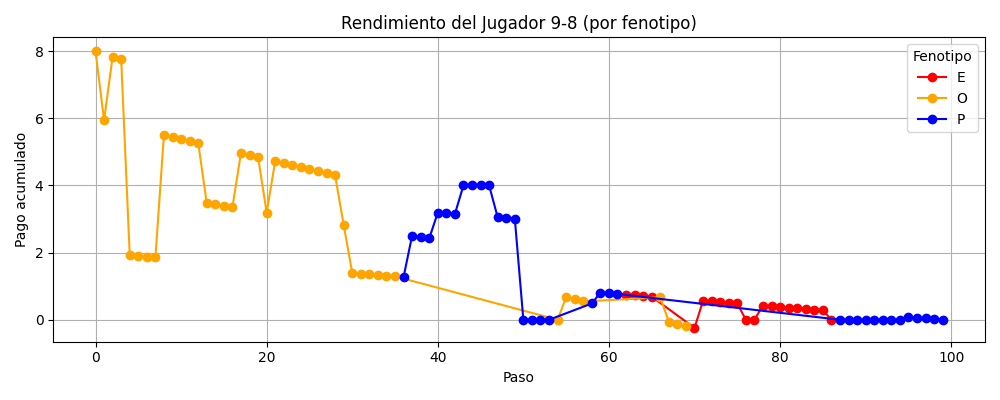 Rendimiento del Jugador 9-8 (por fenotipo)
Fenotipo
E
O
P
Pago acumulado
8
6
4
2
0
0 20 40 60 80 100
Paso